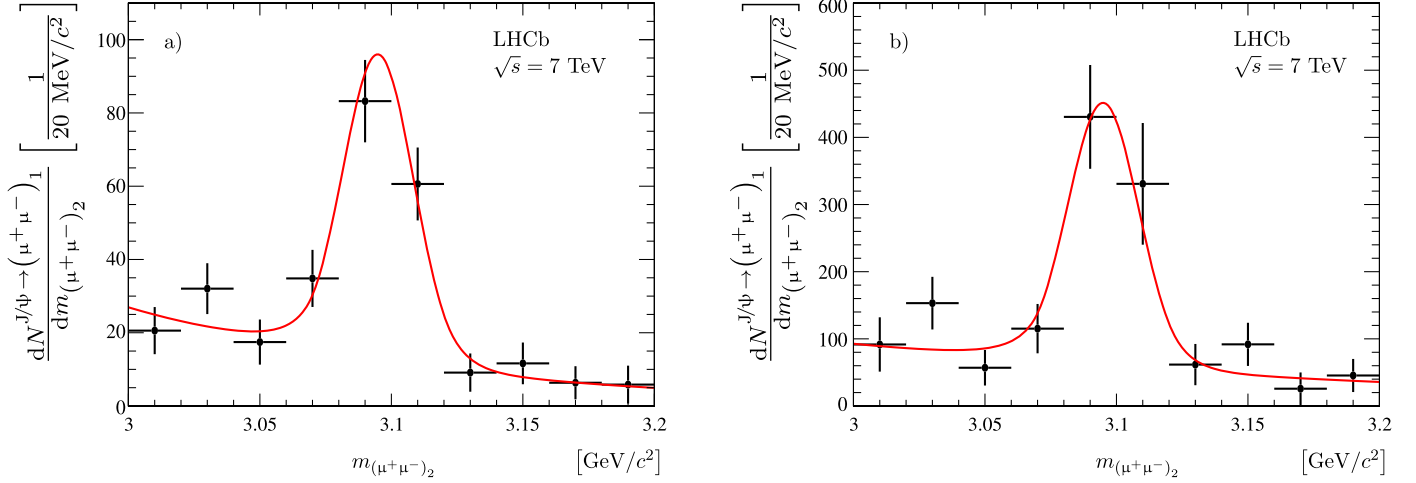 a)
LHCb
√s = 7 TeV
dN^{J/ψ→(μ⁺μ⁻)₁} / dm_{(μ⁺μ⁻)₂} [1 / 20 MeV/c²]
100
80
60
40
20
0
3 3.05 3.1 3.15 3.2
m_{(μ⁺μ⁻)₂} [GeV/c²]
b)
LHCb
√s = 7 TeV
dN^{J/ψ→(μ⁺μ⁻)₁} / dm_{(μ⁺μ⁻)₂} [1 / 20 MeV/c²]
600
500
400
300
200
100
0
3 3.05 3.1 3.15 3.2
m_{(μ⁺μ⁻)₂} [GeV/c²]